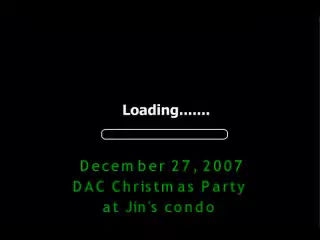 Loading.......
December 27, 2007
DAC Christmas Party
at Jin's condo